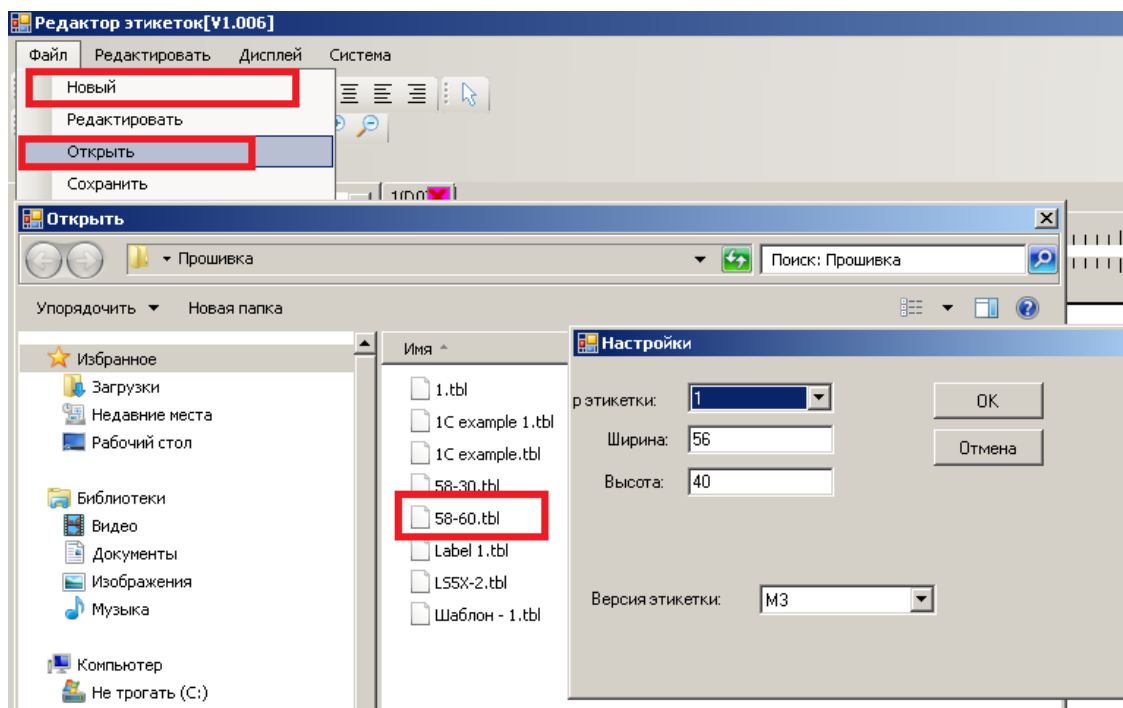 Редактор этикеток[V1.006]
Файл Редактировать Дисплей Система
Новый
Редактировать
Открыть
Сохранить
Открыть
Прошивка
Поиск: Прошивка
Упорядочить Новая папка
Избранное
Загрузки
Недавние места
Рабочий стол
Библиотеки
Видео
Документы
Изображения
Музыка
Компьютер
Не трогать (C:)
Имя
1.tbl
1C example 1.tbl
1C example.tbl
58-30.tbl
58-60.tbl
Label 1.tbl
LS5X-2.tbl
Шаблон - 1.tbl
Настройки
р этикетки: 1
OK
Ширина: 56
Отмена
Высота: 40
Версия этикетки: M3